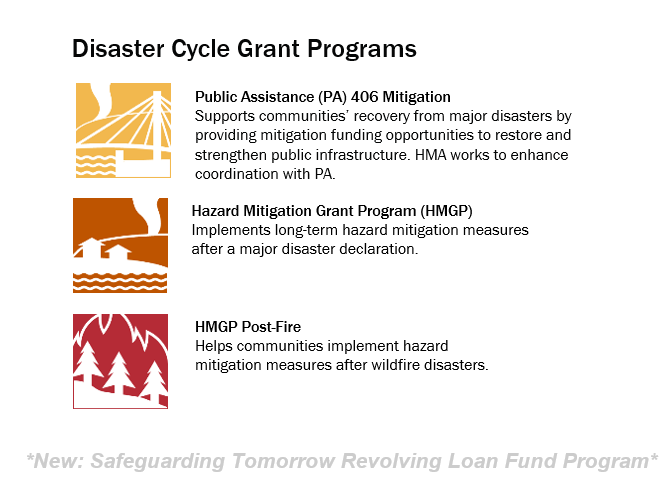 Disaster Cycle Grant Programs
Public Assistance (PA) 406 Mitigation
Supports communities’ recovery from major disasters by
providing mitigation funding opportunities to restore and
strengthen public infrastructure. HMA works to enhance
coordination with PA.
Hazard Mitigation Grant Program (HMGP)
Implements long-term hazard mitigation measures
after a major disaster declaration.
HMGP Post-Fire
Helps communities implement hazard
mitigation measures after wildfire disasters.
*New: Safeguarding Tomorrow Revolving Loan Fund Program*